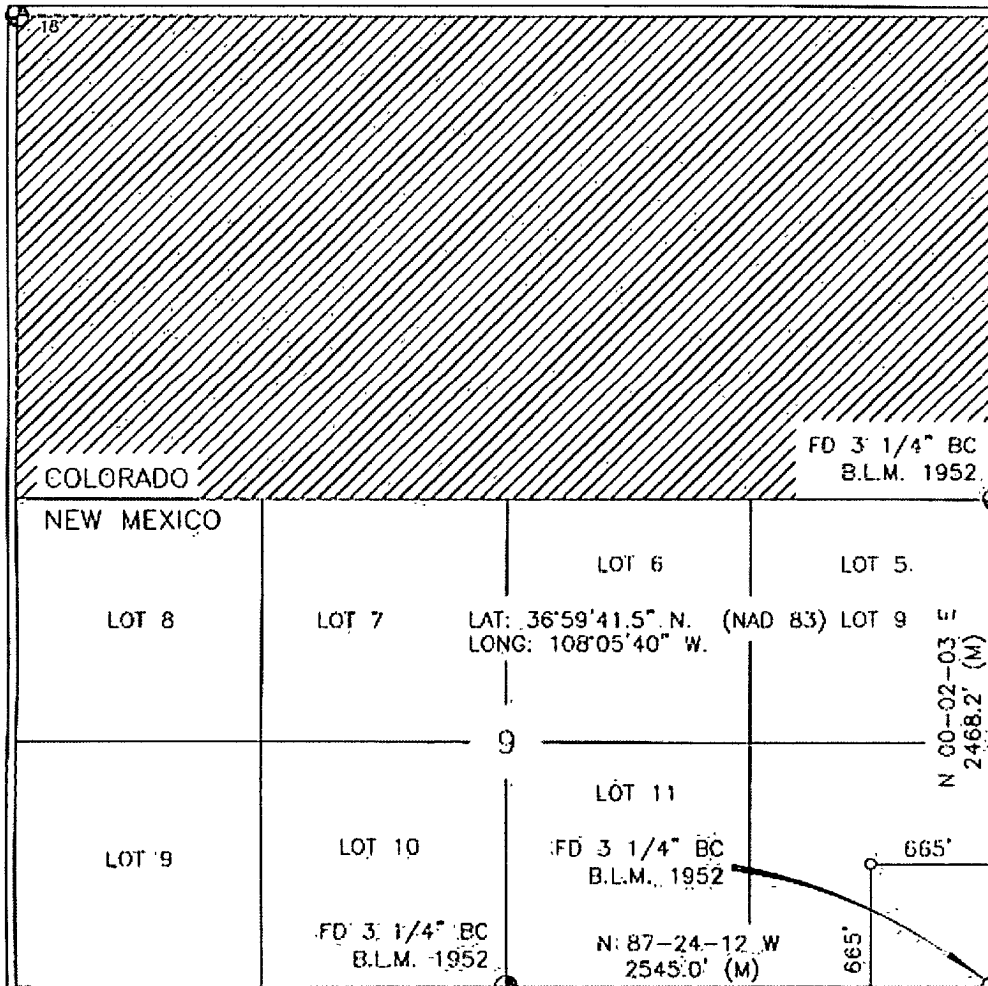 18
FD 3 1/4" BC
B.L.M. 1952
COLORADO
NEW MEXICO
LOT 6
LOT 5
LOT 8
LOT 7
LAT: 36°59'41.5" N. (NAD 83)
LONG: 108°05'40" W.
LOT 9
N 00-02-03 E
2468.2' (M)
9
LOT 11
LOT 9
LOT 10
FD 3 1/4" BC
B.L.M. 1952
665'
FD 3 1/4" BC
B.L.M. 1952
N 87-24-12 W
2545.0' (M)
665'